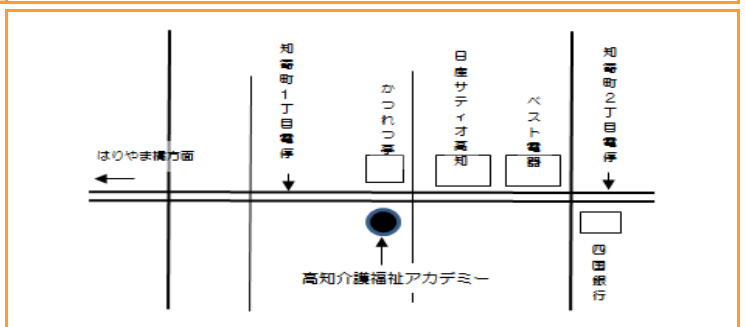 はりやま橋方面
知寄町1丁目電停
かつれつ亭
日産サティオ高知
ベスト電器
知寄町2丁目電停
高知介護福祉アカデミー
四国銀行